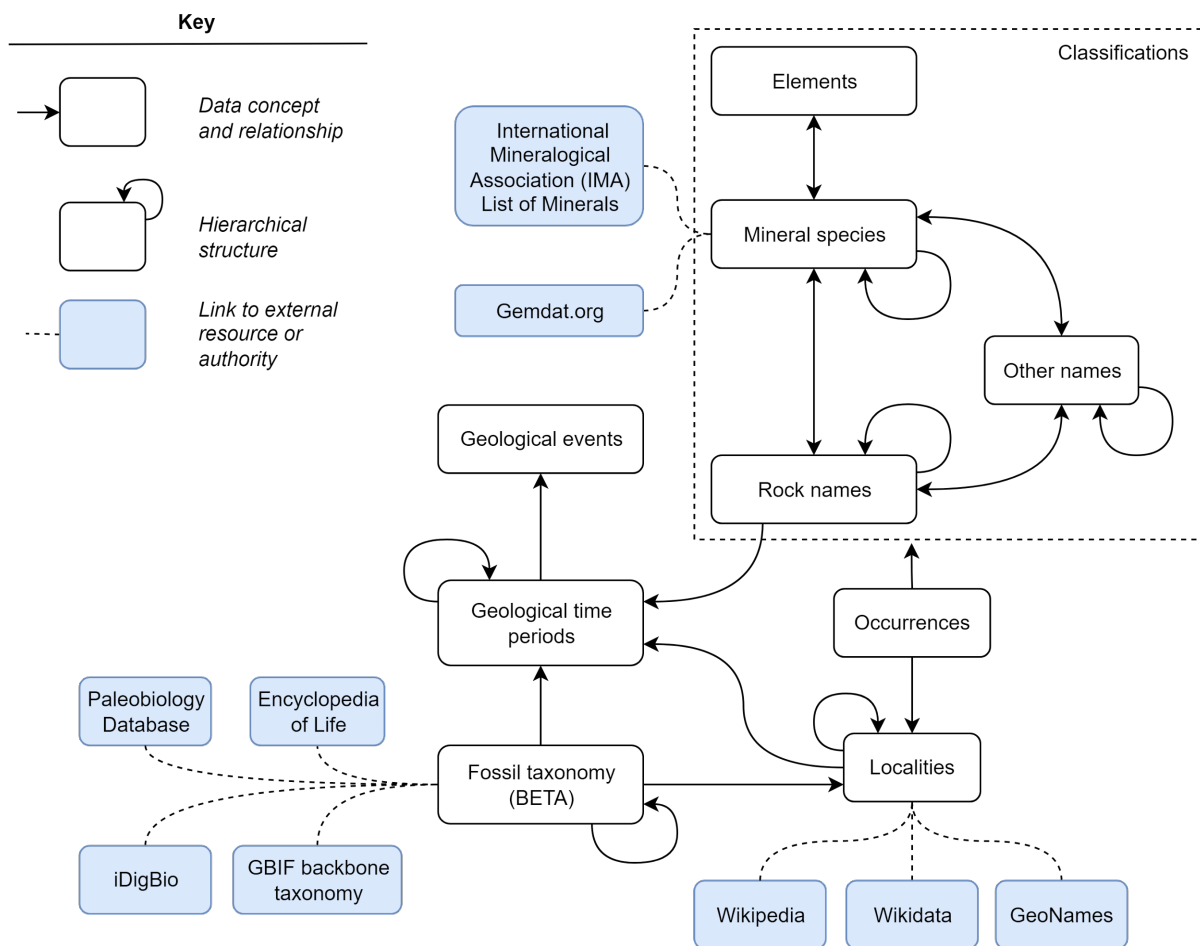 Key
Data concept
and relationship
Hierarchical
structure
Link to external
resource or
authority
Classifications
Elements
International
Mineralogical
Association (IMA)
List of Minerals
Mineral species
Gemdat.org
Other names
Geological events
Rock names
Geological time
periods
Occurrences
Paleobiology
Database
Encyclopedia
of Life
Fossil taxonomy
(BETA)
Localities
iDigBio
GBIF backbone
taxonomy
Wikipedia
Wikidata
GeoNames